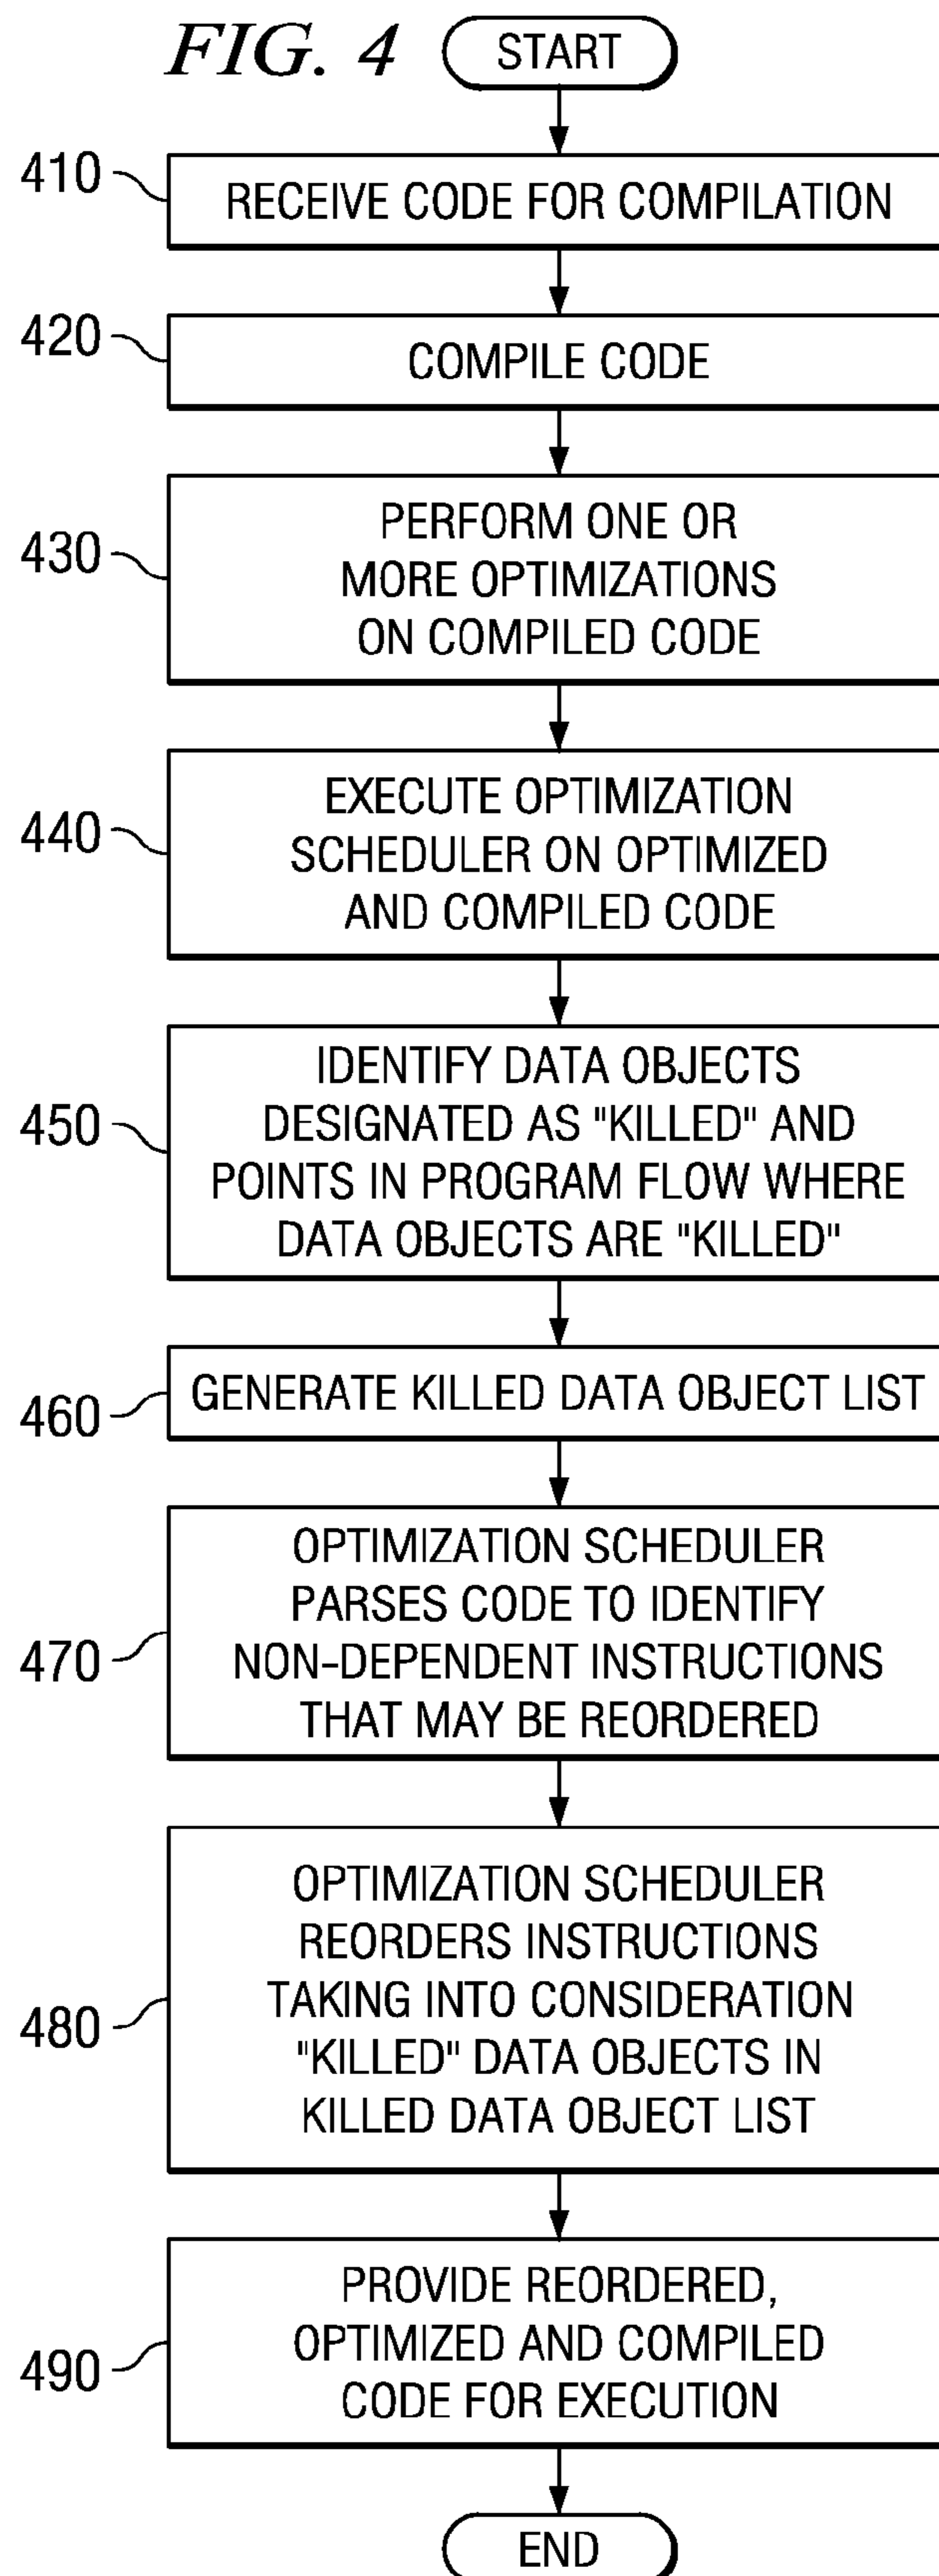 FIG. 4
START
410
RECEIVE CODE FOR COMPILATION
420
COMPILE CODE
430
PERFORM ONE OR
MORE OPTIMIZATIONS
ON COMPILED CODE
440
EXECUTE OPTIMIZATION
SCHEDULER ON OPTIMIZED
AND COMPILED CODE
450
IDENTIFY DATA OBJECTS
DESIGNATED AS "KILLED" AND
POINTS IN PROGRAM FLOW WHERE
DATA OBJECTS ARE "KILLED"
460
GENERATE KILLED DATA OBJECT LIST
470
OPTIMIZATION SCHEDULER
PARSES CODE TO IDENTIFY
NON-DEPENDENT INSTRUCTIONS
THAT MAY BE REORDERED
480
OPTIMIZATION SCHEDULER
REORDERS INSTRUCTIONS
TAKING INTO CONSIDERATION
"KILLED" DATA OBJECTS IN
KILLED DATA OBJECT LIST
490
PROVIDE REORDERED,
OPTIMIZED AND COMPILED
CODE FOR EXECUTION
END